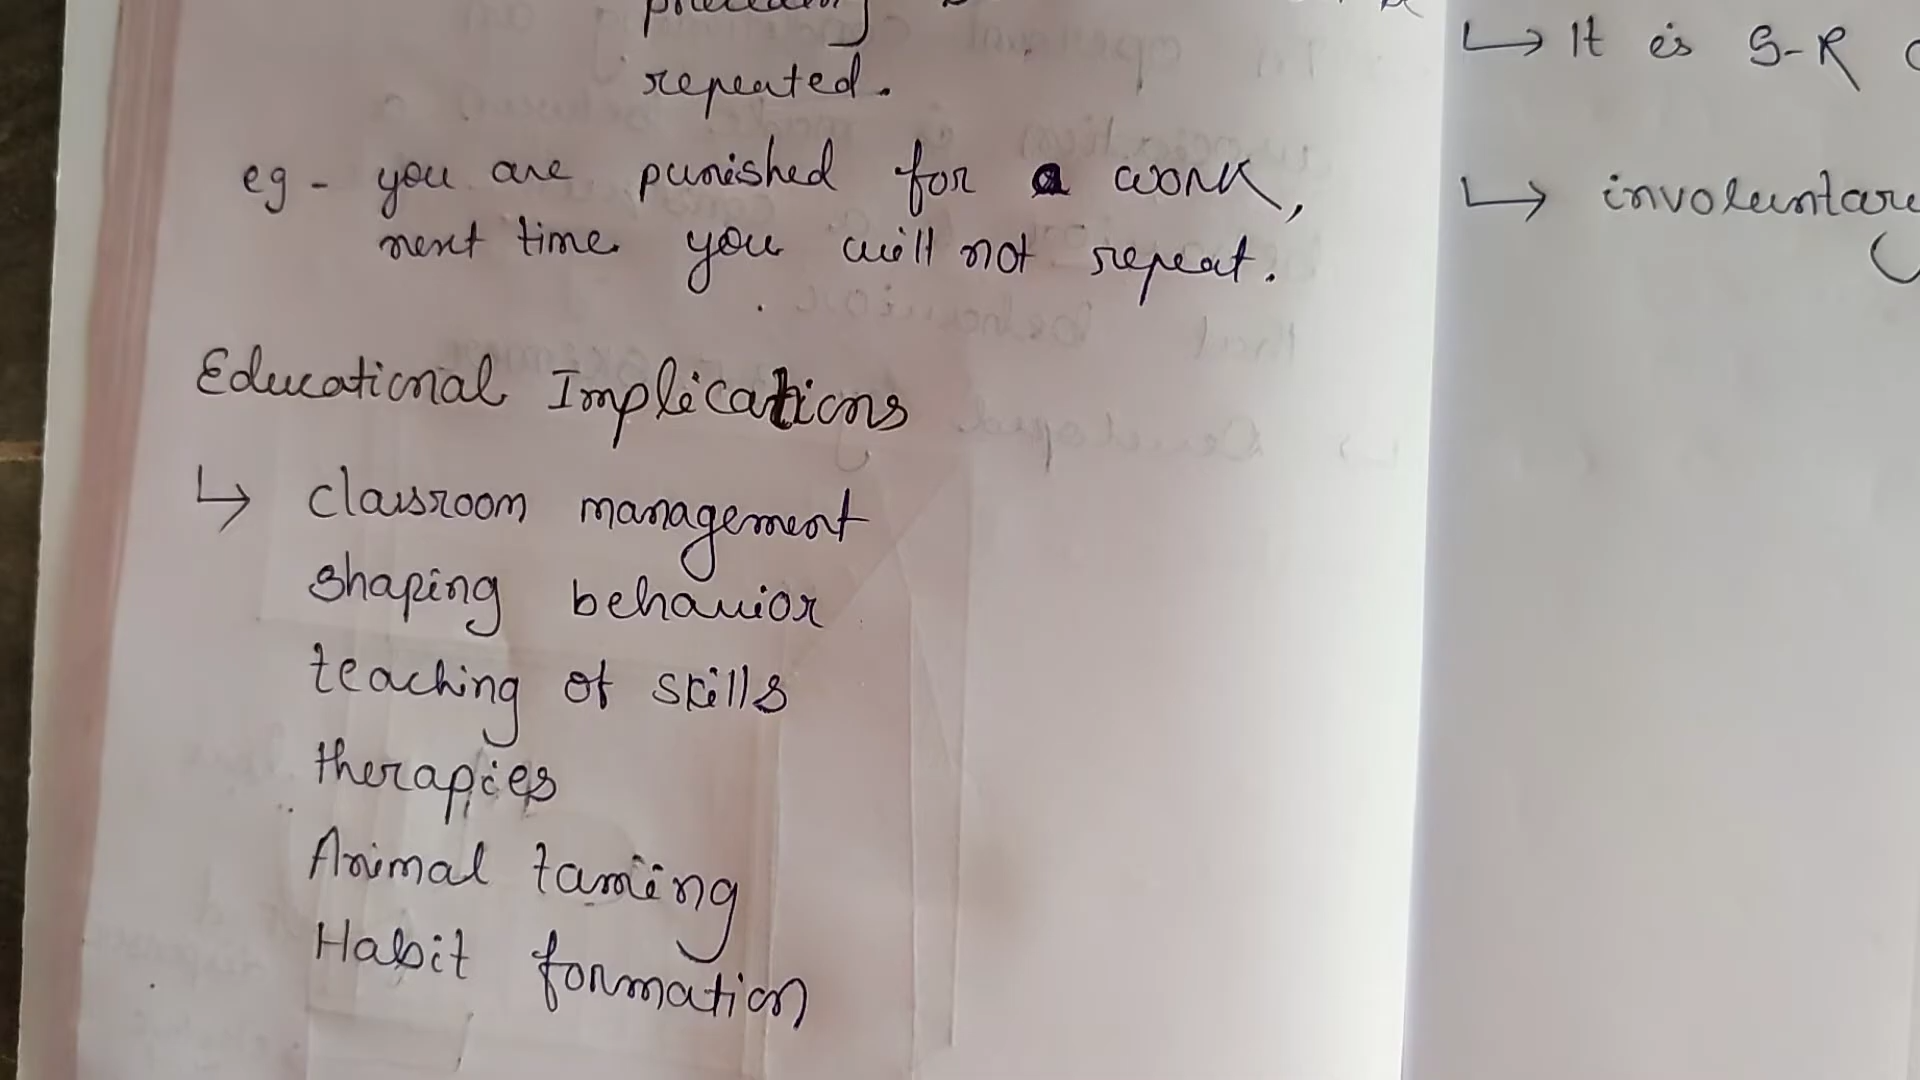 repeated.
eg - you are punished for a work,
next time you will not repeat.
Educational Implications
↳ classroom management
shaping behavior
teaching of skills
therapies
Animal taming
Habit formation
↳ It is S-R
↳ involuntary